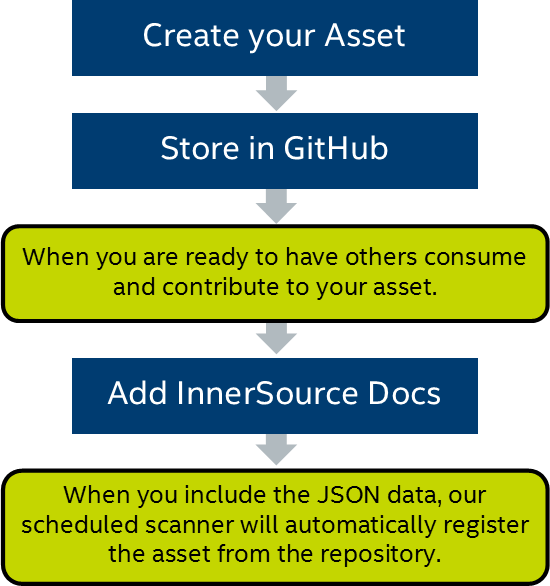 Create your Asset
Store in GitHub
When you are ready to have others consume
and contribute to your asset.
Add InnerSource Docs
When you include the JSON data, our
scheduled scanner will automatically register
the asset from the repository.